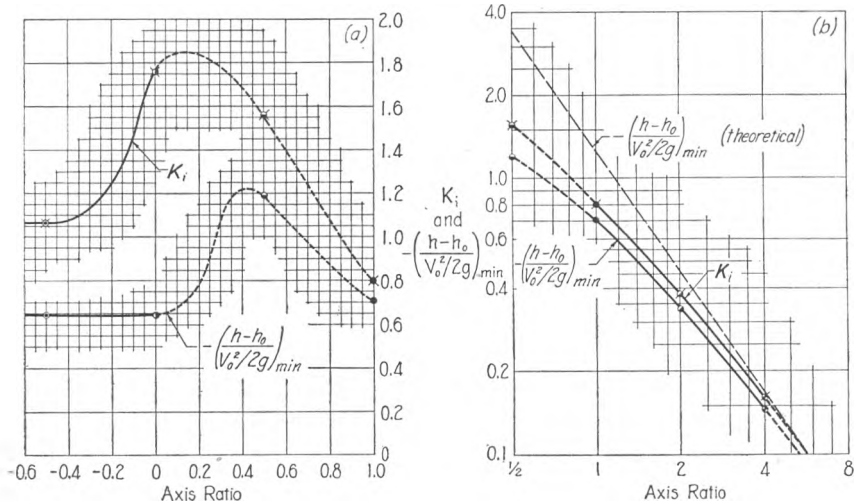 (a)
2.0
1.8
1.6
1.4
1.2
1.0
0.8
0.6
0.4
0.2
0
K_i
-(h-h_o / V_o^2/2g)_min
-0.6 -0.4 -0.2 0 0.2 0.4 0.6 0.8 1.0
Axis Ratio
K_i
and
-(h-h_o / V_o^2/2g)_min
(b)
4.0
2.0
1.0
0.8
0.6
0.4
0.2
0.1
-(h-h_o / V_o^2/2g)_min (theoretical)
-(h-h_o / V_o^2/2g)_min
K_i
½ 1 2 4 8
Axis Ratio